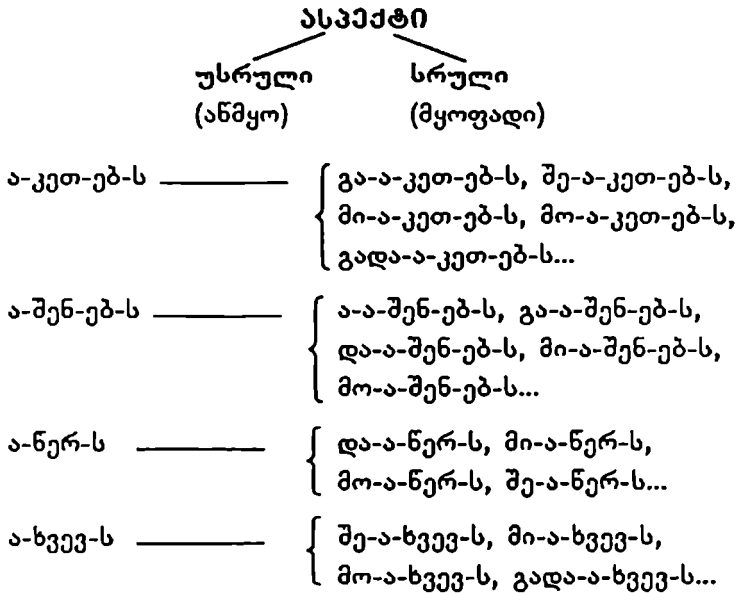 ასპექტი
უსრული სრული
(აწმყო) (მყოფადი)
ა-კეთ-ებ-ს გა-ა-კეთ-ებ-ს, შე-ა-კეთ-ებ-ს,
მი-ა-კეთ-ებ-ს, მო-ა-კეთ-ებ-ს,
გადა-ა-კეთ-ებ-ს...
ა-შენ-ებ-ს ა-ა-შენ-ებ-ს, გა-ა-შენ-ებ-ს,
და-ა-შენ-ებ-ს, მი-ა-შენ-ებ-ს,
მო-ა-შენ-ებ-ს...
ა-წერ-ს და-ა-წერ-ს, მი-ა-წერ-ს,
მო-ა-წერ-ს, შე-ა-წერ-ს...
ა-ხვევ-ს შე-ა-ხვევ-ს, მი-ა-ხვევ-ს,
მო-ა-ხვევ-ს, გადა-ა-ხვევ-ს...